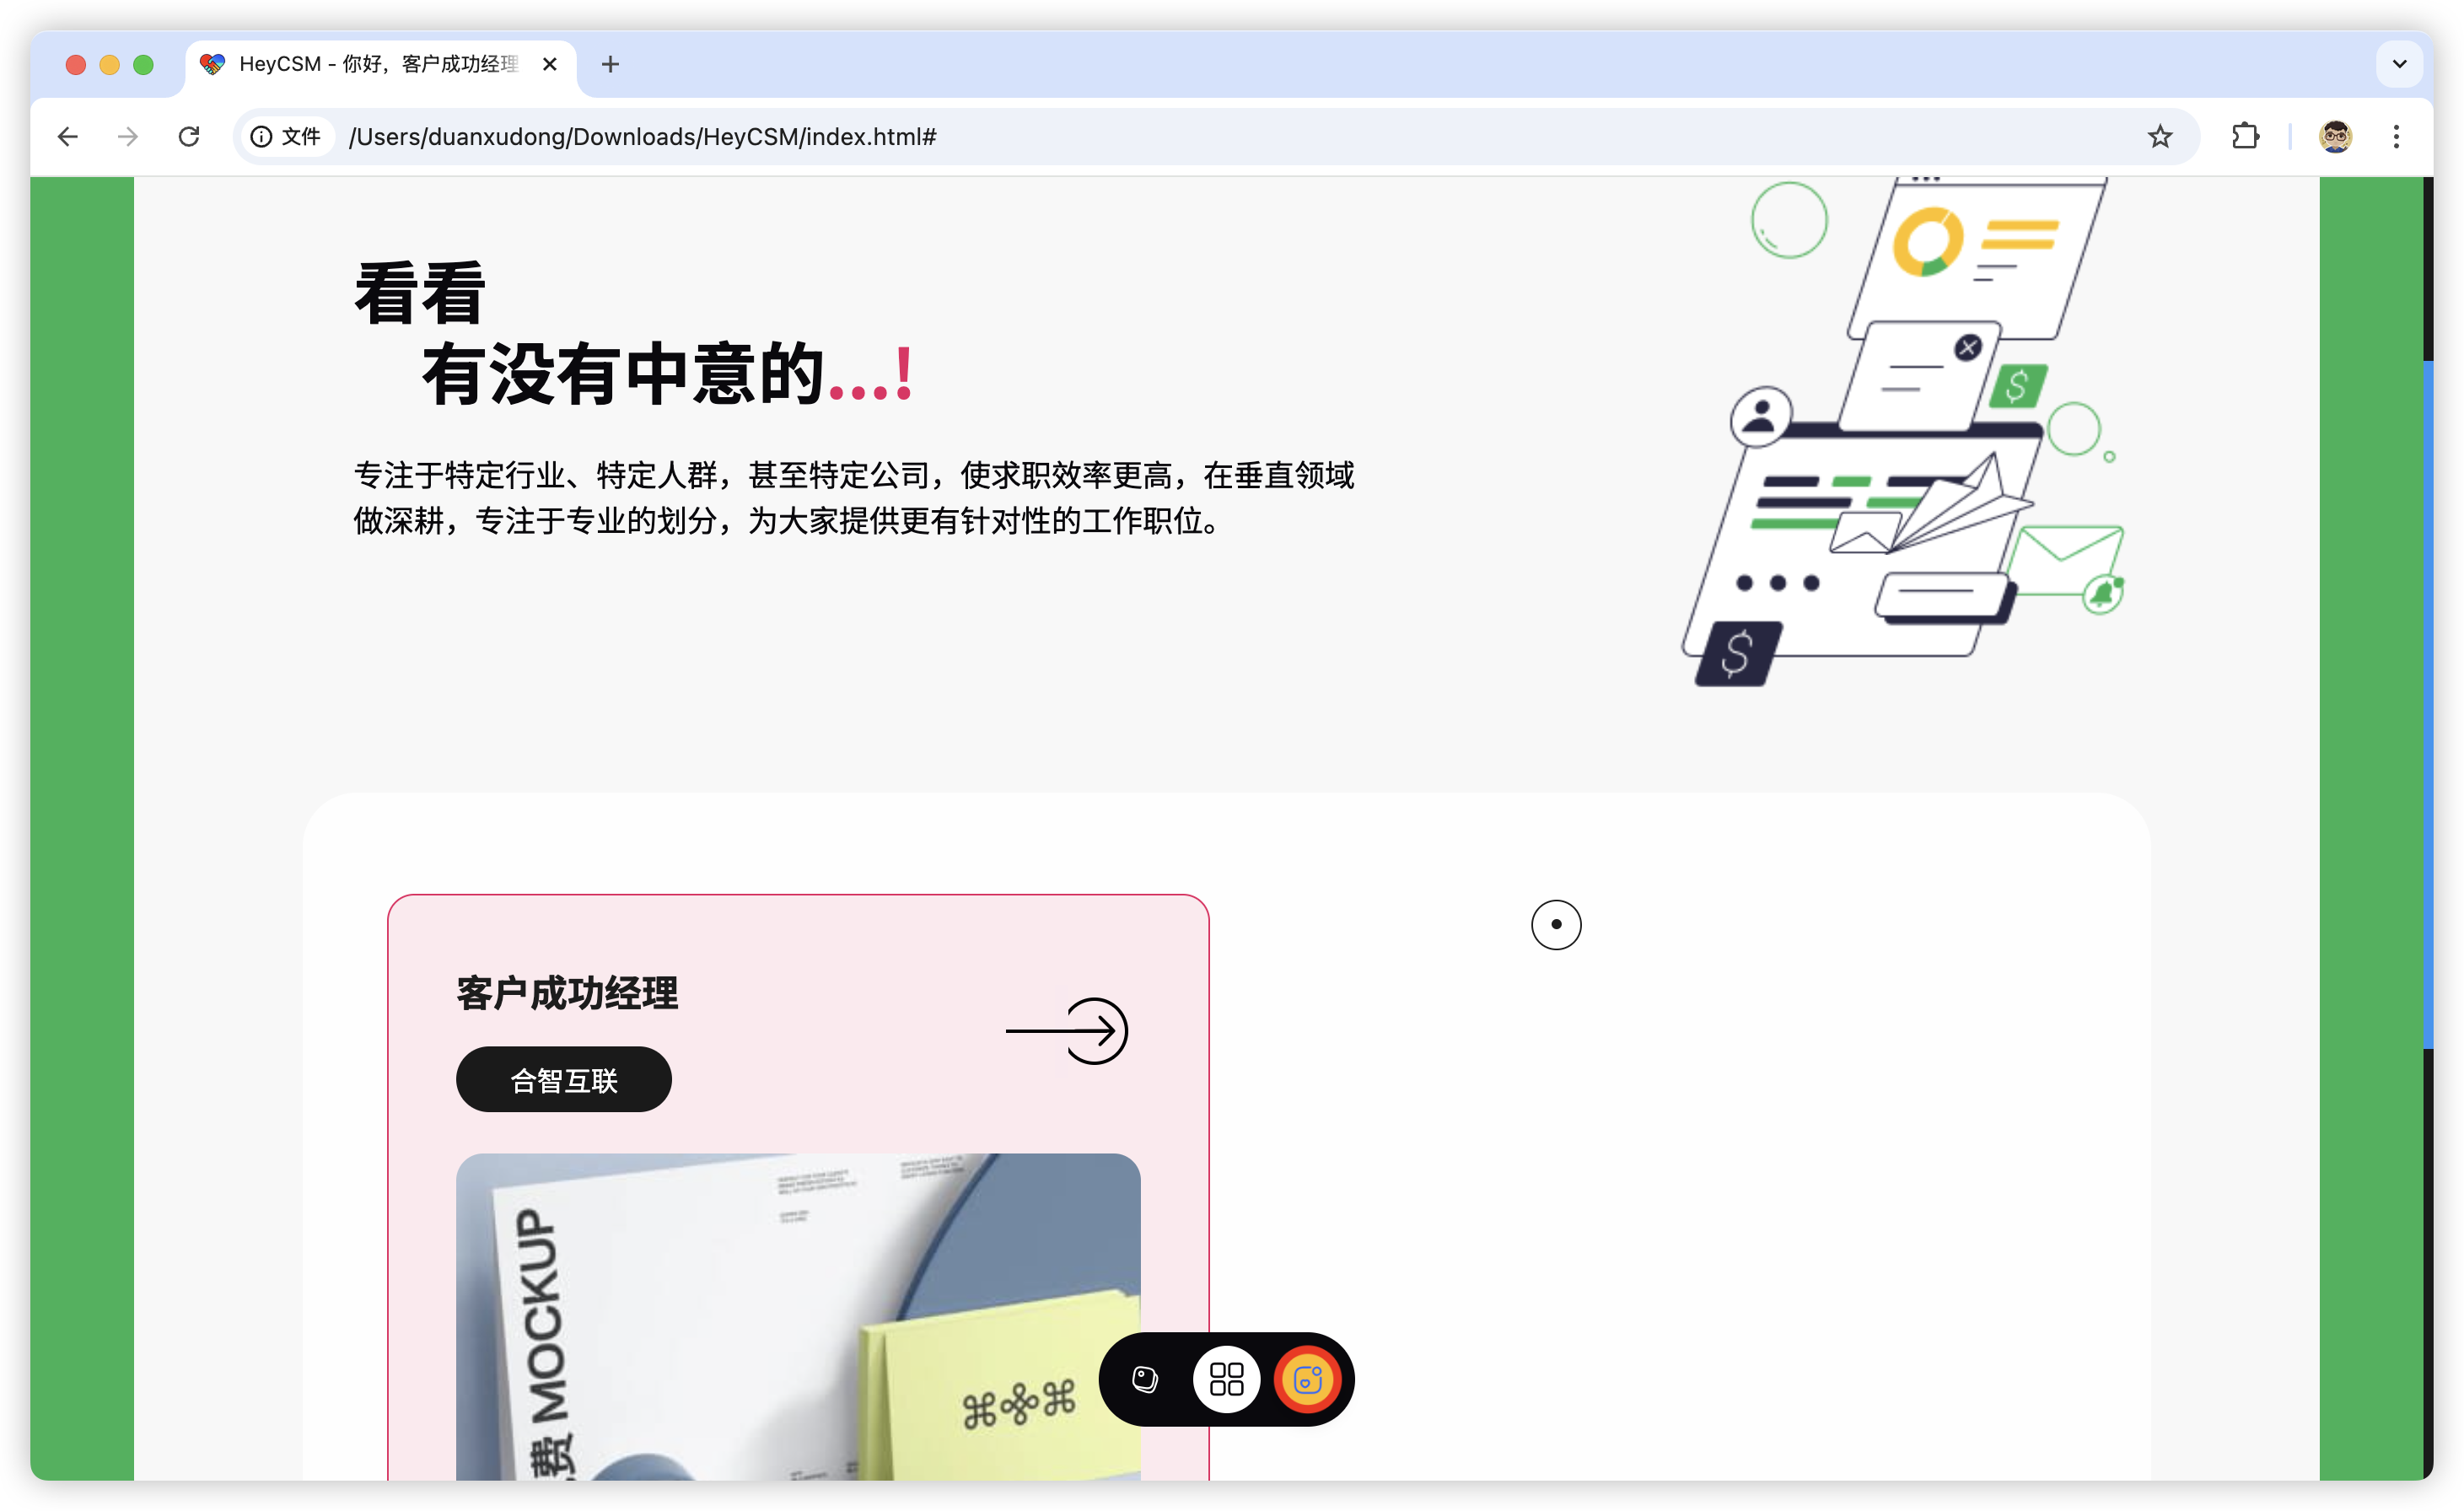 HeyCSM - 你好，客户成功经理
文件
/Users/duanxudong/Downloads/HeyCSM/index.html#
看看
有没有中意的...!
专注于特定行业、特定人群，甚至特定公司，使求职效率更高，在垂直领域
做深耕，专注于专业的划分，为大家提供更有针对性的工作职位。
$
$
客户成功经理
合智互联
费 MOCKUP
⌘⌘